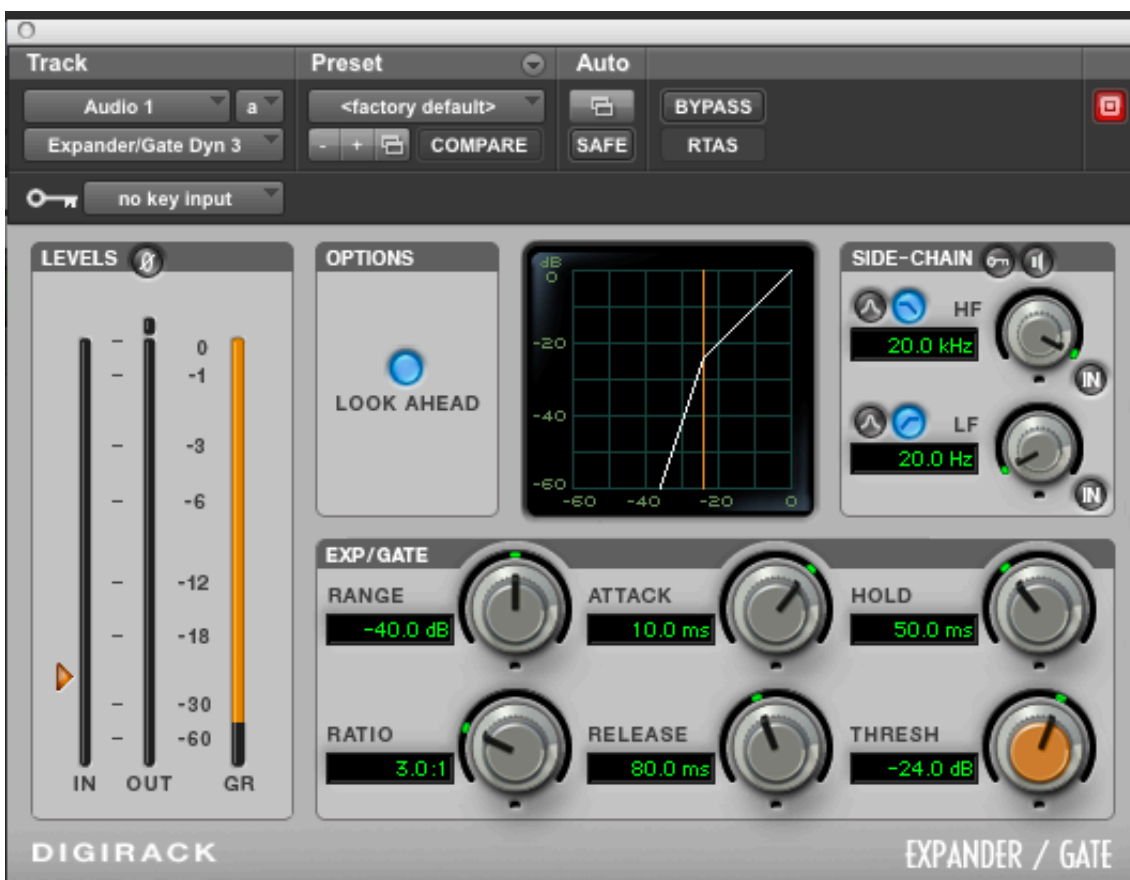 Track Preset Auto
Audio 1 a <factory default> BYPASS
Expander/Gate Dyn 3 - + COMPARE SAFE RTAS
no key input
LEVELS Ø
0
-1
-3
-6
-12
-18
-30
-60
IN OUT GR
OPTIONS
LOOK AHEAD
dB
0
-20
-40
-60
-60 -40 -20 0
SIDE-CHAIN
HF
20.0 kHz
IN
LF
20.0 Hz
IN
EXP/GATE
RANGE ATTACK HOLD
-40.0 dB 10.0 ms 50.0 ms
RATIO RELEASE THRESH
3.0:1 80.0 ms -24.0 dB
DIGIRACK EXPANDER / GATE